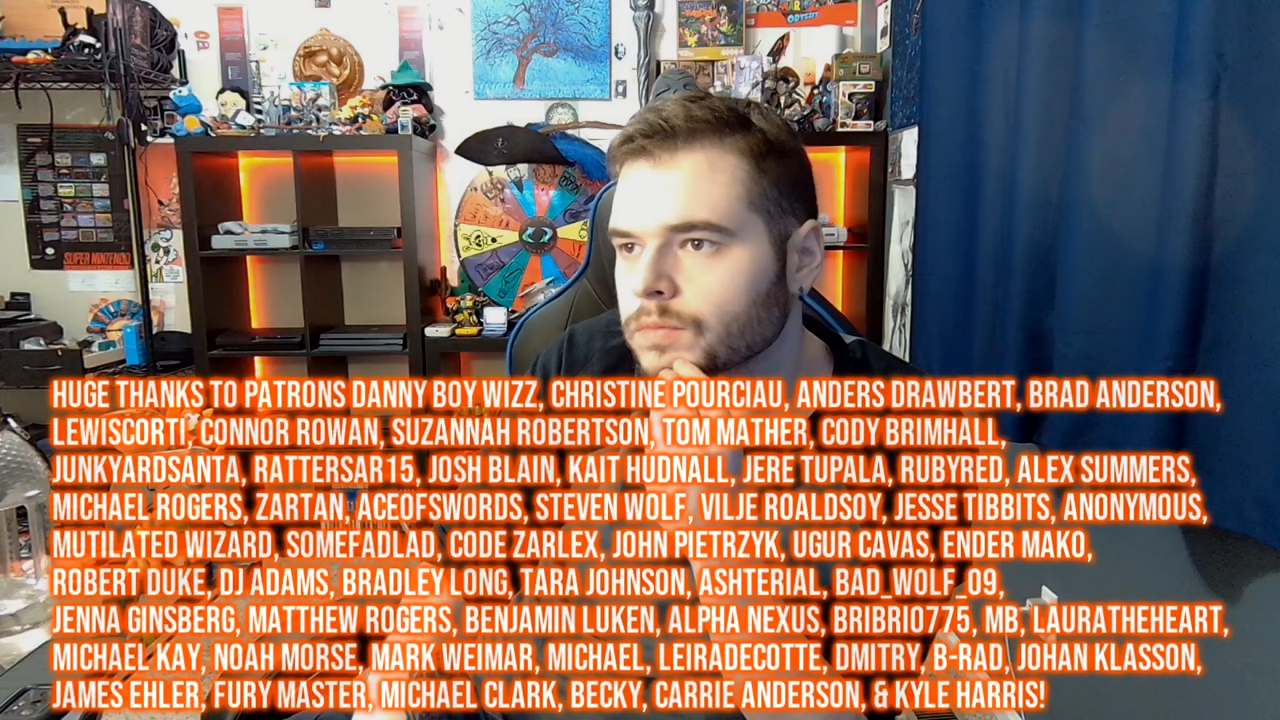 ODYSSEY
SUPER NINTENDO
HUGE THANKS TO PATRONS DANNY BOY WIZZ, CHRISTINE POURCIAU, ANDERS DRAWBERT, BRAD ANDERSON,
LEWISCORTI, CONNOR ROWAN, SUZANNAH ROBERTSON, TOM MATHER, CODY BRIMHALL,
JUNKYARDSANTA, RATTERSAR15, JOSH BLAIN, KAIT HUDNALL, JERE TUPALA, RUBYRED, ALEX SUMMERS,
MICHAEL ROGERS, ZARTAN, ACEOFSWORDS, STEVEN WOLF, VILJE ROALDSOY, JESSE TIBBITS, ANONYMOUS,
MUTILATED WIZARD, SOMEFADLAD, CODE ZARLEX, JOHN PIETRZYK, UGUR CAVAS, ENDER MAKO,
ROBERT DUKE, DJ ADAMS, BRADLEY LONG, TARA JOHNSON, ASHTERIAL, BAD_WOLF_09,
JENNA GINSBERG, MATTHEW ROGERS, BENJAMIN LUKEN, ALPHA NEXUS, BRIBRI0775, MB, LAURATHEHEART,
MICHAEL KAY, NOAH MORSE, MARK WEIMAR, MICHAEL, LEIRADECOTTE, DMITRY, B-RAD, JOHAN KLASSON,
JAMES EHLER, FURY MASTER, MICHAEL CLARK, BECKY, CARRIE ANDERSON, & KYLE HARRIS!